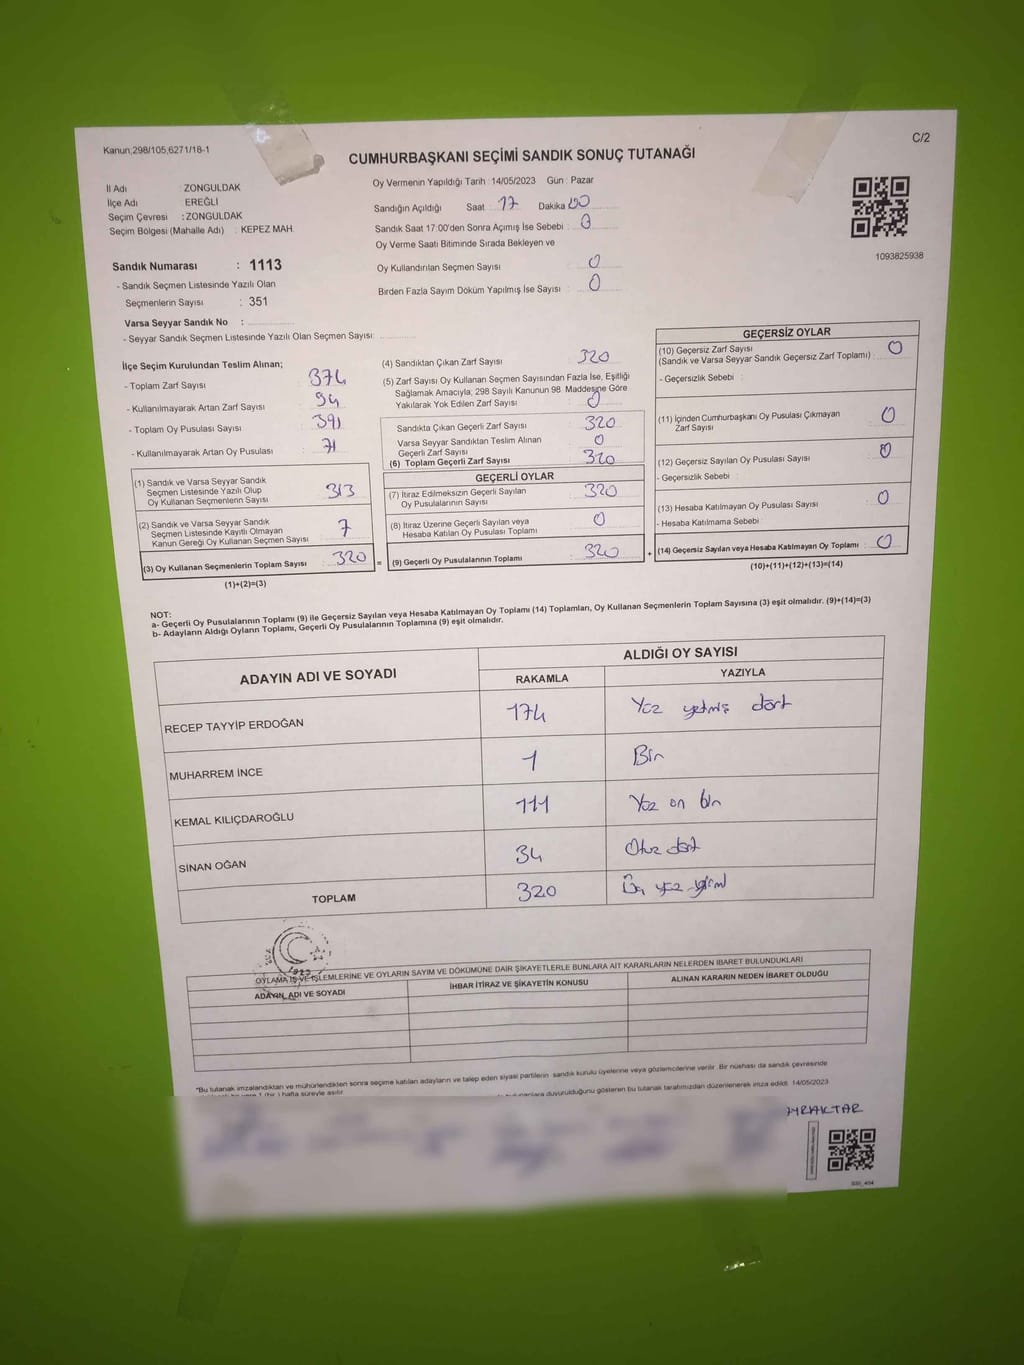 Kanun;298/105,6271/18-1
C/2
CUMHURBAŞKANI SEÇİMİ SANDIK SONUÇ TUTANAĞI
İl Adı : ZONGULDAK
İlçe Adı EREĞLİ
Seçim Çevresi : ZONGULDAK
Seçim Bölgesi (Mahalle Adı) : KEPEZ MAH.
Oy Vermenin Yapıldığı Tarih : 14/05/2023 Gün : Pazar
Sandığın Açıldığı Saat : 17 Dakika
Sandık Saat 17:00'den Sonra Açımış İse Sebebi : 0
Oy Verme Saati Bitiminde Sırada Bekleyen ve
Oy Kullandırılan Seçmen Sayısı 0
Birden Fazla Sayım Döküm Yapılmış İse Sayısı : 0
1093825938
Sandık Numarası : 1113
- Sandık Seçmen Listesinde Yazılı Olan
Seçmenlerin Sayısı : 351
Varsa Seyyar Sandık No :
- Seyyar Sandık Seçmen Listesinde Yazılı Olan Seçmen Sayısı:
İlçe Seçim Kurulundan Teslim Alınan;
- Toplam Zarf Sayısı 374
- Kullanılmayarak Artan Zarf Sayısı : 54
- Toplam Oy Pusulası Sayısı : 391
- Kullanılmayarak Artan Oy Pusulası : 71
(1) Sandık ve Varsa Seyyar Sandık
Seçmen Listesinde Yazılı Olup
Oy Kullanan Seçmenlerin Sayısı 313
(2) Sandık ve Varsa Seyyar Sandık
Seçmen Listesinde Kayıtlı Olmayan
Kanun Gereği Oy Kullanan Seçmen Sayısı 7
(3) Oy Kullanan Seçmenlerin Toplam Sayısı 320
(1)+(2)=(3)
(4) Sandıktan Çıkan Zarf Sayısı : 320
(5) Zarf Sayısı Oy Kullanan Seçmen Sayısından Fazla İse, Eşitliği
Sağlamak Amacıyla; 298 Sayılı Kanunun 98. Maddesine Göre
Yakılarak Yok Edilen Zarf Sayısı : 0
Sandıkta Çıkan Geçerli Zarf Sayısı : 320
Varsa Seyyar Sandıktan Teslim Alınan
Geçerli Zarf Sayısı : 0
(6) Toplam Geçerli Zarf Sayısı : 320
GEÇERLİ OYLAR
(7) İtiraz Edilmeksizin Geçerli Sayılan
Oy Pusulalarının Sayısı : 320
(8) İtiraz Üzerine Geçerli Sayılan veya
Hesaba Katılan Oy Pusulası Toplamı : 0
= (9) Geçerli Oy Pusulalarının Toplamı : 320 +
GEÇERSİZ OYLAR
(10) Geçersiz Zarf Sayısı
(Sandık ve Varsa Seyyar Sandık Geçersiz Zarf Toplamı) : 0
- Geçersizlik Sebebi :
(11) İçinden Cumhurbaşkanı Oy Pusulası Çıkmayan
Zarf Sayısı : 0
(12) Geçersiz Sayılan Oy Pusulası Sayısı : 0
- Geçersizlik Sebebi :
(13) Hesaba Katılmayan Oy Pusulası Sayısı : 0
- Hesaba Katılmama Sebebi
(14) Geçersiz Sayılan veya Hesaba Katılmayan Oy Toplamı : 0
(10)+(11)+(12)+(13)=(14)
NOT:
a- Geçerli Oy Pusulalarının Toplamı (9) ile Geçersiz Sayılan veya Hesaba Katılmayan Oy Toplamı (14) Toplamları, Oy Kullanan Seçmenlerin Toplam Sayısına (3) eşit olmalıdır. (9)+(14)=(3)
b- Adayların Aldığı Oyların Toplamı, Geçerli Oy Pusulalarının Toplamına (9) eşit olmalıdır.
ADAYIN ADI VE SOYADI ALDIĞI OY SAYISI
RAKAMLA YAZIYLA
RECEP TAYYİP ERDOĞAN 174 Yüz yetmiş dört
MUHARREM İNCE 1 Bir
KEMAL KILIÇDAROĞLU 111 Yüz on bir
SİNAN OĞAN 34 Otuz dört
TOPLAM 320 Üç yüz yirmi
OYLAMA İŞ VE İŞLEMLERİNE VE OYLARIN SAYIM VE DÖKÜMÜNE DAİR ŞİKAYETLERLE BUNLARA AİT KARARLARIN NELERDEN İBARET BULUNDUKLARI
ADAYIN ADI VE SOYADI İHBAR İTİRAZ VE ŞİKAYETİN KONUSU ALINAN KARARIN NEDEN İBARET OLDUĞU
*Bu tutanak imzalandıktan ve mühürlendikten sonra seçime katılan adayların ve talep eden siyasi partilerin sandık kurulu üyelerine veya gözlemcilerine verilir. Bir nüshası da sandık çevresinde
1 (bir) hafta süreyle asılır. duyurulduğunu gösteren bu tutanak tarafımızdan düzenlenerek imza edildi. 14/05/2023